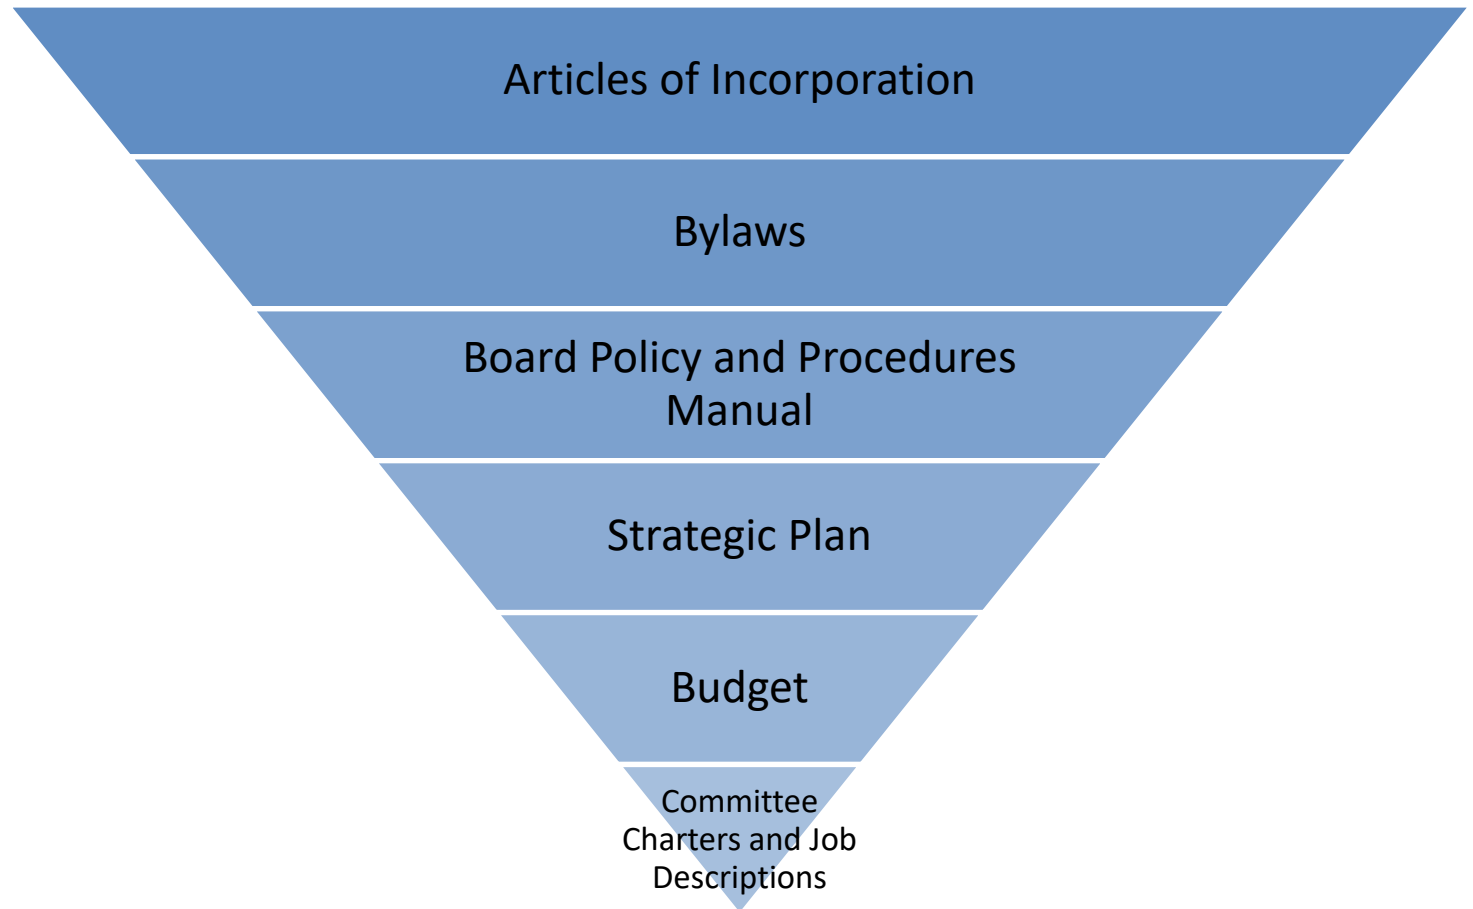 Articles of Incorporation
Bylaws
Board Policy and Procedures
Manual
Strategic Plan
Budget
Committee
Charters and Job
Descriptions